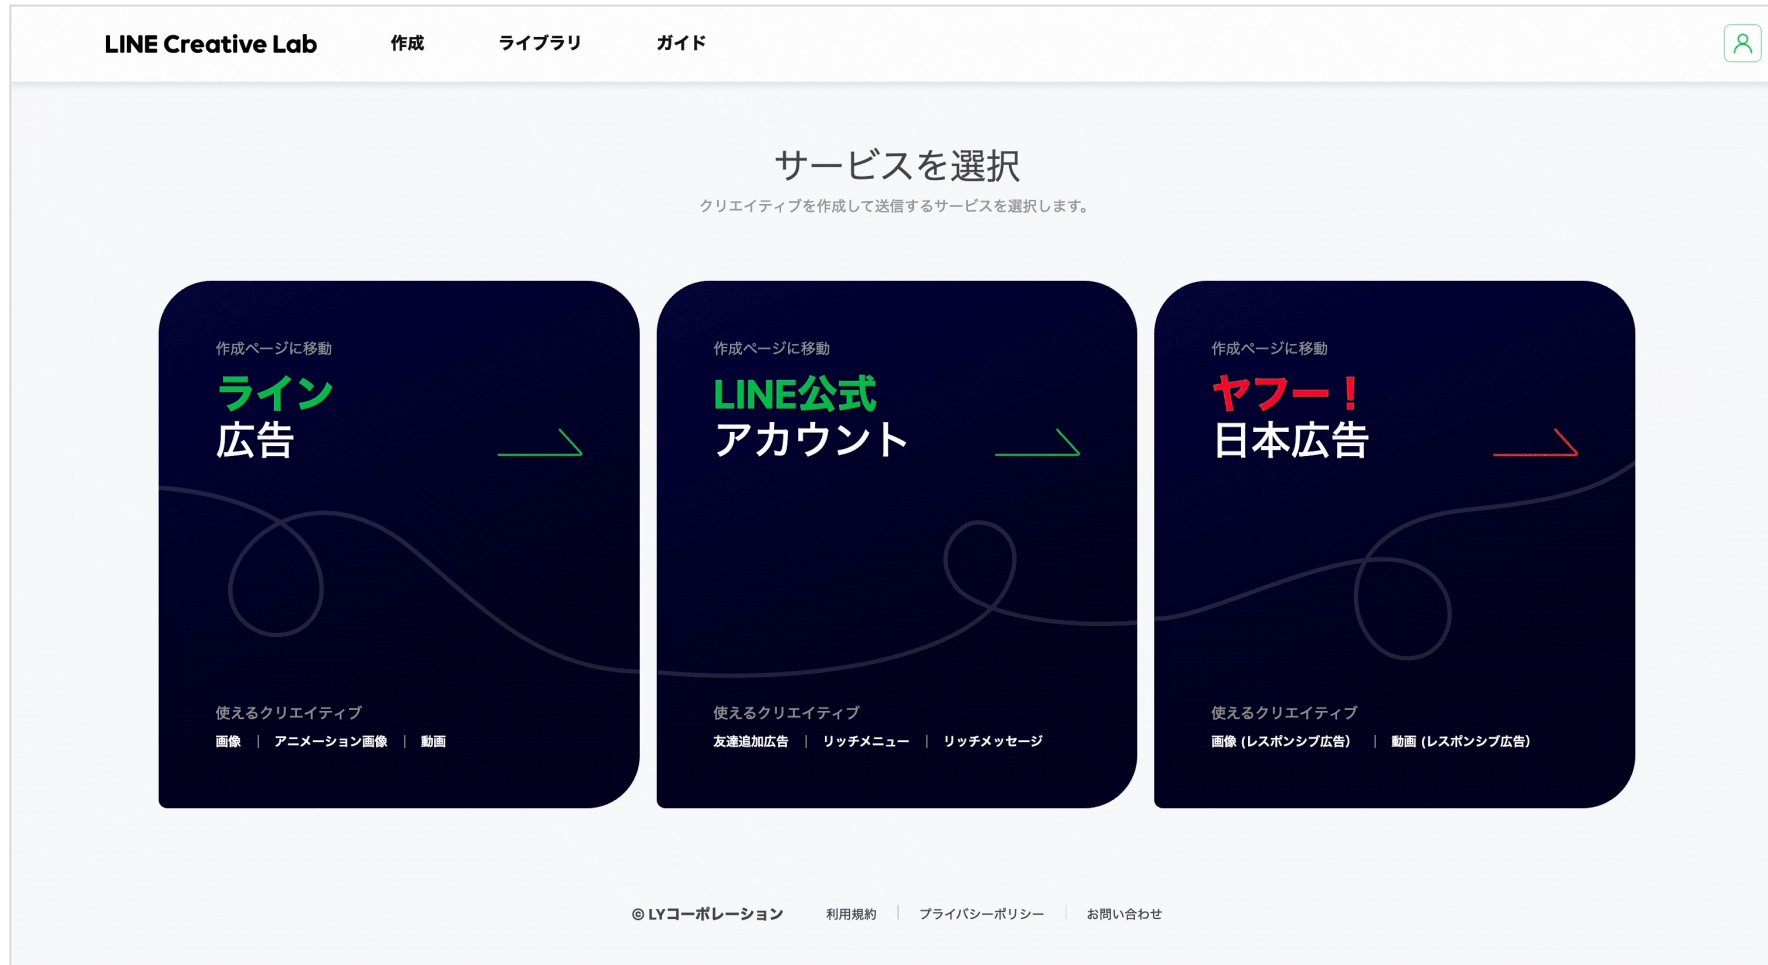 LINE Creative Lab 作成 ライブラリ ガイド
サービスを選択
クリエイティブを作成して送信するサービスを選択します。
作成ページに移動
ライン
広告
使えるクリエイティブ
画像 | アニメーション画像 | 動画
作成ページに移動
LINE公式
アカウント
使えるクリエイティブ
友達追加広告 | リッチメニュー | リッチメッセージ
作成ページに移動
ヤフー！
日本広告
使えるクリエイティブ
画像 (レスポンシブ広告) | 動画 (レスポンシブ広告)
© LYコーポレーション 利用規約 | プライバシーポリシー | お問い合わせ